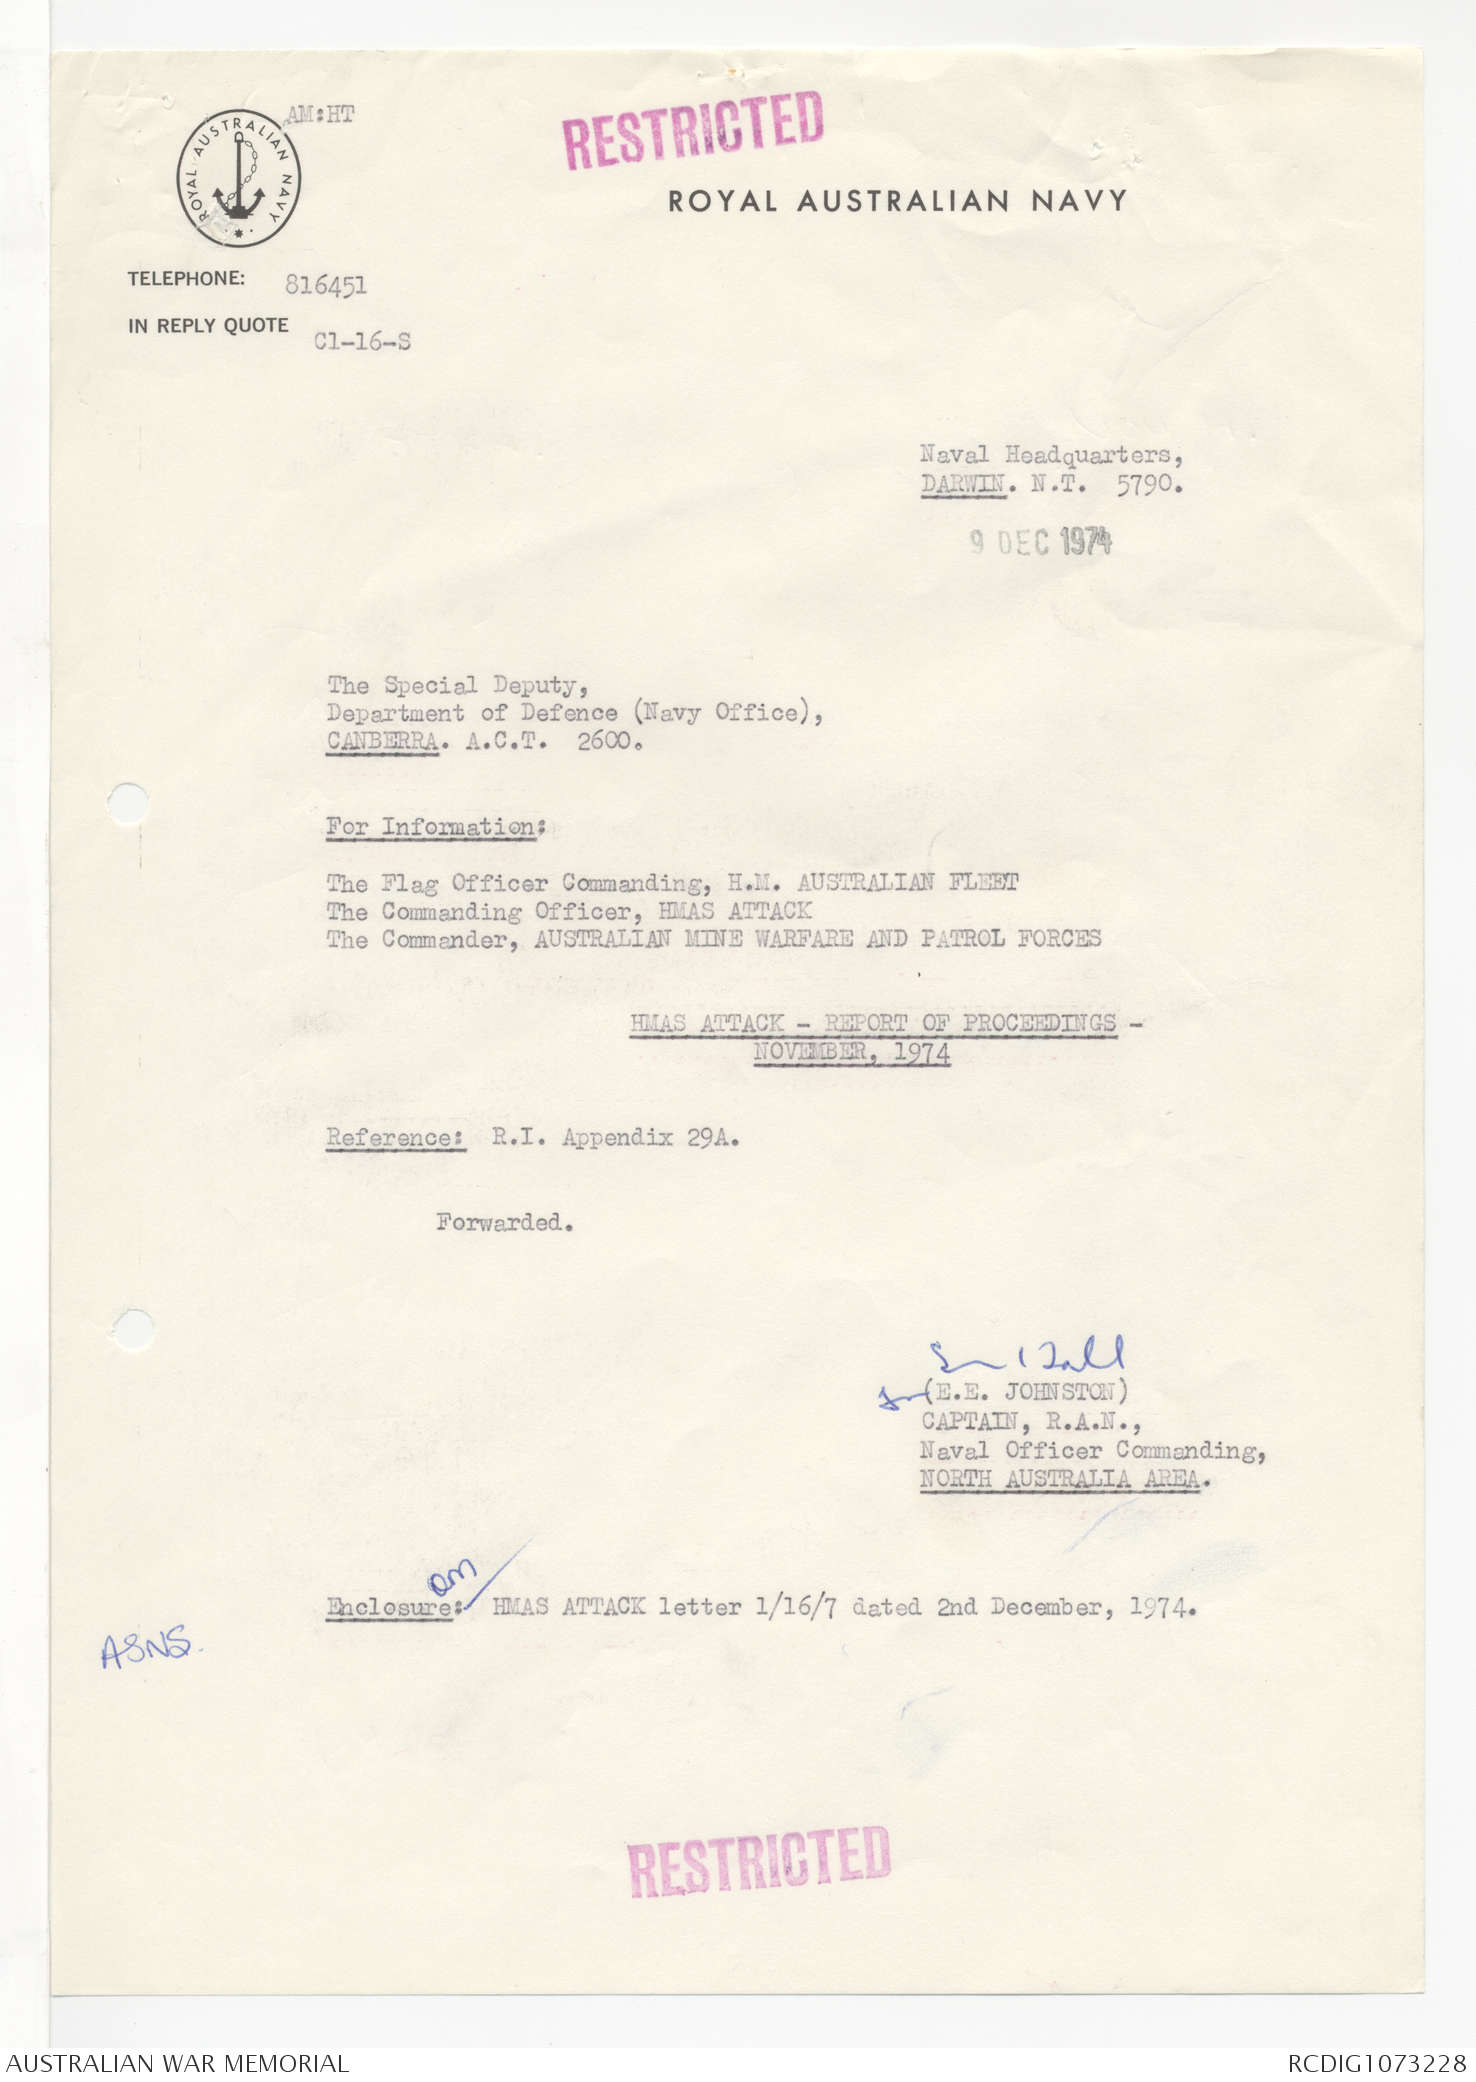 AM:HT
RESTRICTED
ROYAL AUSTRALIAN NAVY
ROYAL AUSTRALIAN NAVY
TELEPHONE: 816451
IN REPLY QUOTE C1-16-S
Naval Headquarters,
DARWIN. N.T. 5790.
9 DEC 1974
The Special Deputy,
Department of Defence (Navy Office),
CANBERRA. A.C.T. 2600.
For Information:
The Flag Officer Commanding, H.M. AUSTRALIAN FLEET
The Commanding Officer, HMAS ATTACK
The Commander, AUSTRALIAN MINE WARFARE AND PATROL FORCES
HMAS ATTACK - REPORT OF PROCEEDINGS -
NOVEMBER, 1974
Reference: R.I. Appendix 29A.
Forwarded.
for (E.E. JOHNSTON)
CAPTAIN, R.A.N.,
Naval Officer Commanding,
NORTH AUSTRALIA AREA.
Enclosure: HMAS ATTACK letter 1/16/7 dated 2nd December, 1974.
ASNS.
RESTRICTED
AUSTRALIAN WAR MEMORIAL
RCDIG1073228